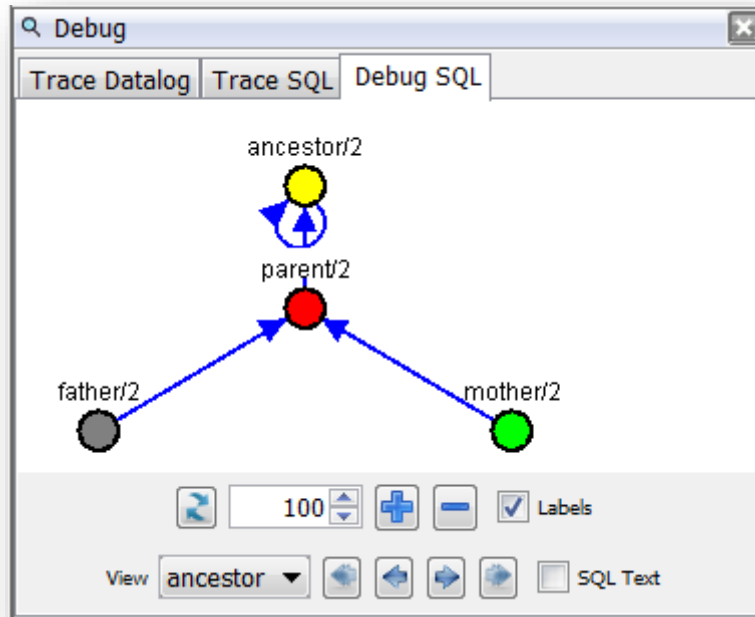 Debug
Trace Datalog Trace SQL Debug SQL
ancestor/2
parent/2
father/2 mother/2
100 Labels
View ancestor SQL Text